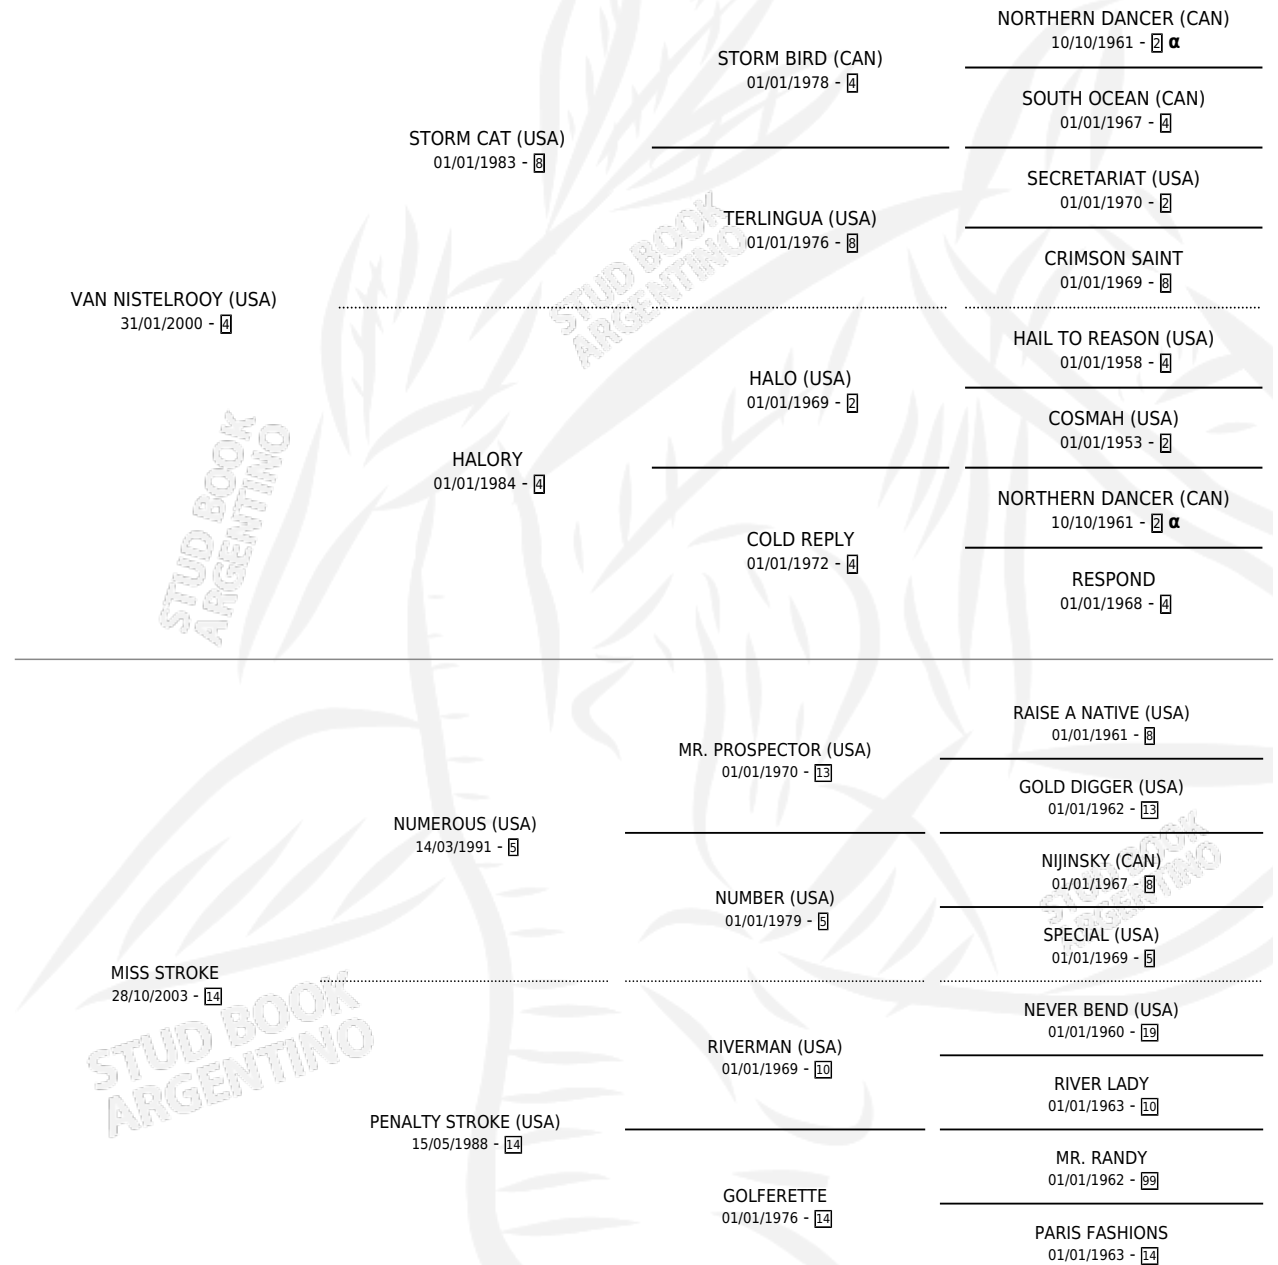 NORTHERN DANCER (CAN)
10/10/1961 - 2 α
STORM BIRD (CAN)
01/01/1978 - 4
SOUTH OCEAN (CAN)
01/01/1967 - 4
STORM CAT (USA)
01/01/1983 - 8
SECRETARIAT (USA)
01/01/1970 - 2
TERLINGUA (USA)
01/01/1976 - 8
CRIMSON SAINT
01/01/1969 - 8
STUD BOOK
ARGENTINO
VAN NISTELROOY (USA)
31/01/2000 - 4
HAIL TO REASON (USA)
01/01/1958 - 4
HALO (USA)
01/01/1969 - 2
COSMAH (USA)
01/01/1953 - 2
HALORY
01/01/1984 - 4
NORTHERN DANCER (CAN)
10/10/1961 - 2 α
COLD REPLY
01/01/1972 - 4
RESPOND
01/01/1968 - 4
STUD BOOK
ARGENTINO
RAISE A NATIVE (USA)
01/01/1961 - 8
MR. PROSPECTOR (USA)
01/01/1970 - 13
GOLD DIGGER (USA)
01/01/1962 - 13
NUMEROUS (USA)
14/03/1991 - 5
NIJINSKY (CAN)
01/01/1967 - 8
STUD BOOK
ARGENTINO
NUMBER (USA)
01/01/1979 - 5
SPECIAL (USA)
01/01/1969 - 5
MISS STROKE
28/10/2003 - 14
STUD BOOK
ARGENTINO
NEVER BEND (USA)
01/01/1960 - 19
RIVERMAN (USA)
01/01/1969 - 10
RIVER LADY
01/01/1963 - 10
PENALTY STROKE (USA)
15/05/1988 - 14
MR. RANDY
01/01/1962 - 99
GOLFERETTE
01/01/1976 - 14
PARIS FASHIONS
01/01/1963 - 14